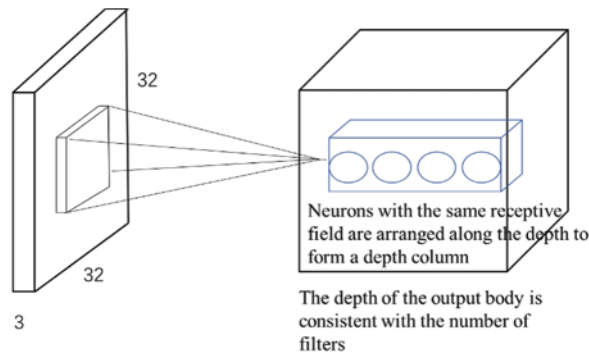 32
32
3
Neurons with the same receptive
field are arranged along the depth to
form a depth column
The depth of the output body is
consistent with the number of
filters